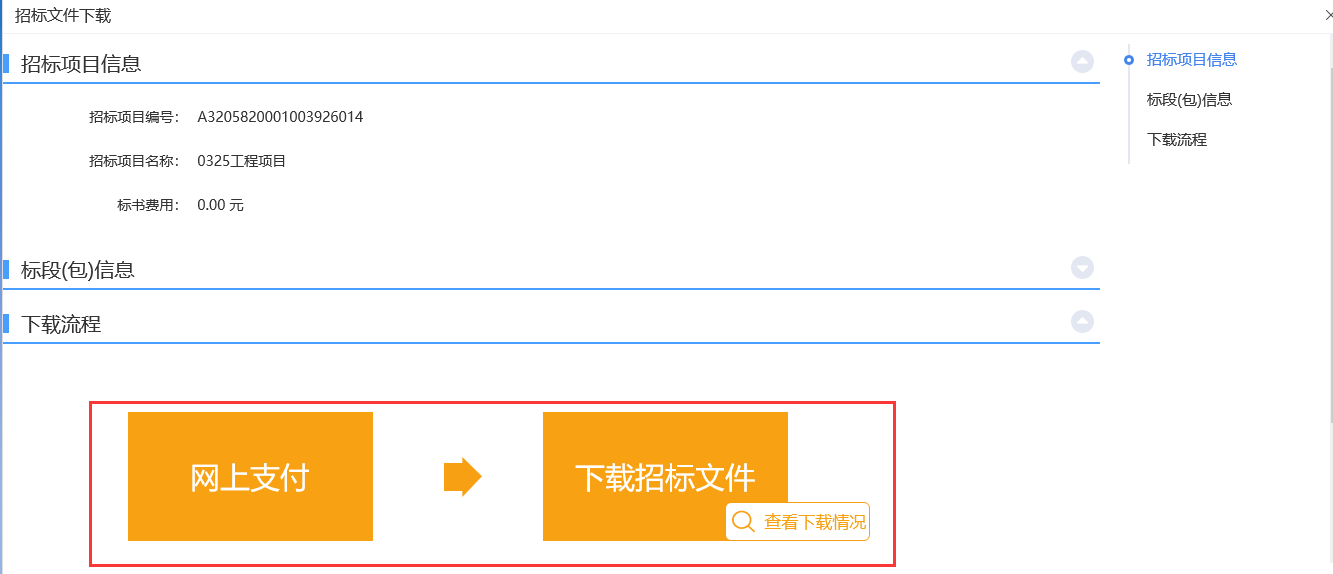 招标文件下载
招标项目信息
招标项目编号： A3205820001003926014
招标项目名称： 0325工程项目
标书费用： 0.00 元
标段(包)信息
下载流程
网上支付
下载招标文件
查看下载情况
招标项目信息
标段(包)信息
下载流程